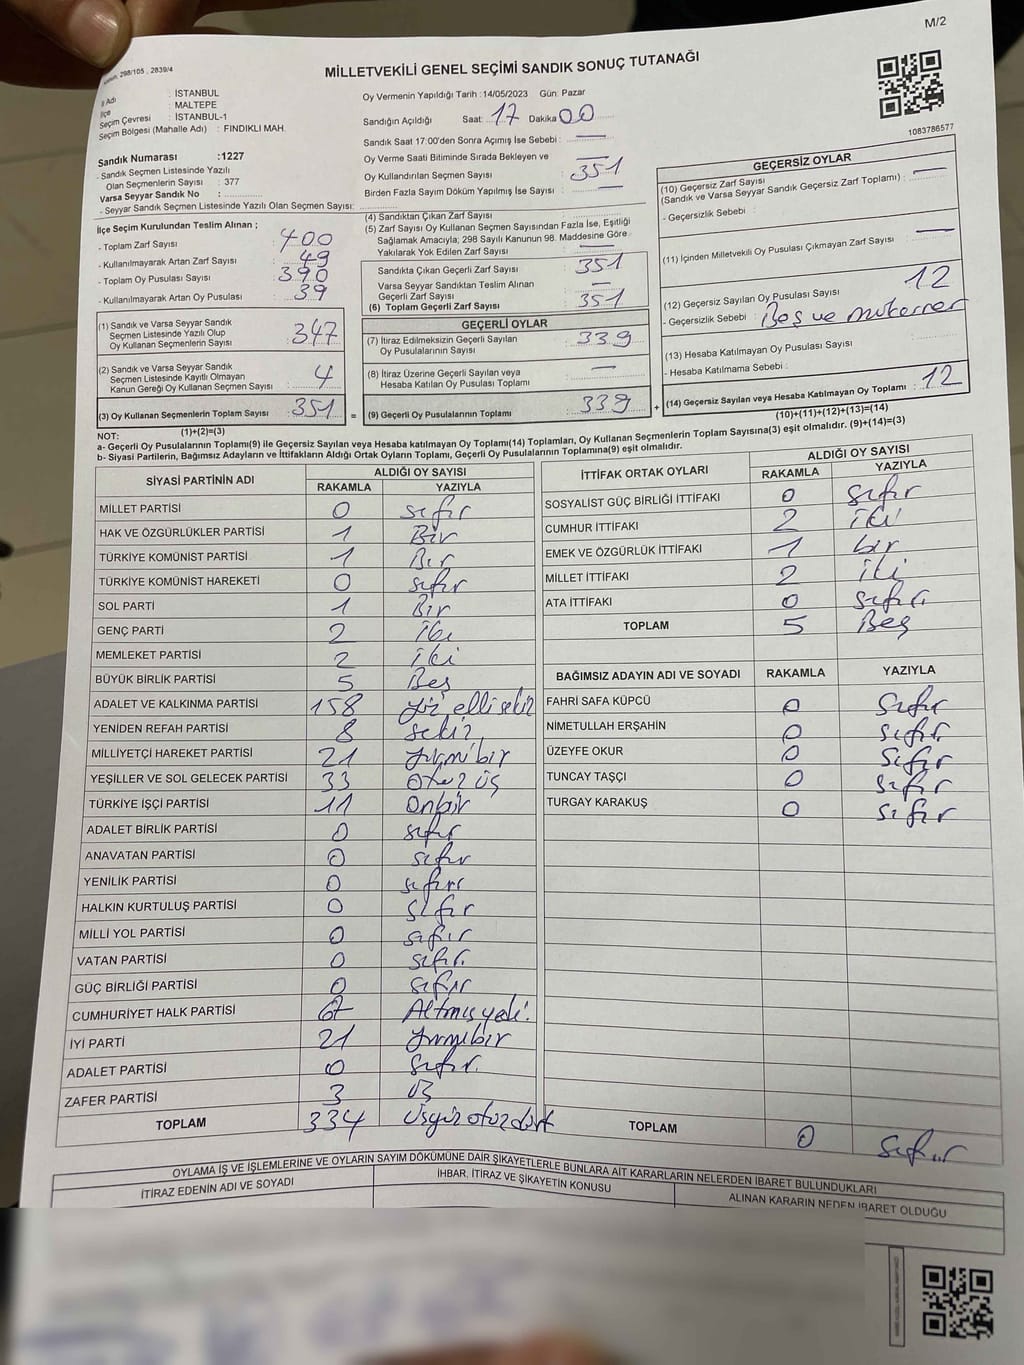 M/2
298/105 , 2839/4
MİLLETVEKİLİ GENEL SEÇİMİ SANDIK SONUÇ TUTANAĞI
İl Adı : İSTANBUL
İlçe : MALTEPE
Seçim Çevresi : İSTANBUL-1
Seçim Bölgesi (Mahalle Adı) : FINDIKLI MAH.
Oy Vermenin Yapıldığı Tarih :14/05/2023 Gün: Pazar
Sandığın Açıldığı Saat: 17 Dakika 00
Sandık Saat 17:00'den Sonra Açımış İse Sebebi : —
Oy Verme Saati Bitiminde Sırada Bekleyen ve
Oy Kullandırılan Seçmen Sayısı : 351
Birden Fazla Sayım Döküm Yapılmış İse Sayısı : —
1083786577
Sandık Numarası :1227
- Sandık Seçmen Listesinde Yazılı
Olan Seçmenlerin Sayısı : 377
Varsa Seyyar Sandık No :
- Seyyar Sandık Seçmen Listesinde Yazılı Olan Seçmen Sayısı:
İlçe Seçim Kurulundan Teslim Alınan ;
- Toplam Zarf Sayısı : 400
- Kullanılmayarak Artan Zarf Sayısı : 49
- Toplam Oy Pusulası Sayısı : 390
- Kullanılmayarak Artan Oy Pusulası : 39
(1) Sandık ve Varsa Seyyar Sandık
Seçmen Listesinde Yazılı Olup
Oy Kullanan Seçmenlerin Sayısı : 347
(2) Sandık ve Varsa Seyyar Sandık
Seçmen Listesinde Kayıtlı Olmayan
Kanun Gereği Oy Kullanan Seçmen Sayısı : 4
(3) Oy Kullanan Seçmenlerin Toplam Sayısı : 351
(1)+(2)=(3)
(4) Sandıktan Çıkan Zarf Sayısı :
(5) Zarf Sayısı Oy Kullanan Seçmen Sayısından Fazla İse, Eşitliği
Sağlamak Amacıyla; 298 Sayılı Kanunun 98. Maddesine Göre
Yakılarak Yok Edilen Zarf Sayısı : —
Sandıkta Çıkan Geçerli Zarf Sayısı : 351
Varsa Seyyar Sandıktan Teslim Alınan
Geçerli Zarf Sayısı : —
(6) Toplam Geçerli Zarf Sayısı : 351
GEÇERLİ OYLAR
(7) İtiraz Edilmeksizin Geçerli Sayılan
Oy Pusulalarının Sayısı : 339
(8) İtiraz Üzerine Geçerli Sayılan veya
Hesaba Katılan Oy Pusulası Toplamı : —
= (9) Geçerli Oy Pusulalarının Toplamı : 339
GEÇERSİZ OYLAR
(10) Geçersiz Zarf Sayısı
(Sandık ve Varsa Seyyar Sandık Geçersiz Zarf Toplamı) : —
- Geçersizlik Sebebi :
(11) İçinden Milletvekili Oy Pusulası Çıkmayan Zarf Sayısı : —
(12) Geçersiz Sayılan Oy Pusulası Sayısı : 12
- Geçersizlik Sebebi : Boş ve mükerrer
(13) Hesaba Katılmayan Oy Pusulası Sayısı :
- Hesaba Katılmama Sebebi :
+ (14) Geçersiz Sayılan veya Hesaba Katılmayan Oy Toplamı : 12
(10)+(11)+(12)+(13)=(14)
NOT:
a- Geçerli Oy Pusulalarının Toplamı(9) ile Geçersiz Sayılan veya Hesaba katılmayan Oy Toplamı(14) Toplamları, Oy Kullanan Seçmenlerin Toplam Sayısına(3) eşit olmalıdır. (9)+(14)=(3)
b- Siyasi Partilerin, Bağımsız Adayların ve İttifakların Aldığı Ortak Oyların Toplamı, Geçerli Oy Pusulalarının Toplamına(9) eşit olmalıdır.
SİYASİ PARTİNİN ADI ALDIĞI OY SAYISI
RAKAMLA YAZIYLA
MİLLET PARTİSİ 0 sıfır
HAK VE ÖZGÜRLÜKLER PARTİSİ 1 Bir
TÜRKİYE KOMÜNİST PARTİSİ 1 Bir
TÜRKİYE KOMÜNİST HAREKETİ 0 sıfır
SOL PARTİ 1 Bir
GENÇ PARTİ 2 iki
MEMLEKET PARTİSİ 2 iki
BÜYÜK BİRLİK PARTİSİ 5 Beş
ADALET VE KALKINMA PARTİSİ 158 yüz elli sekiz
YENİDEN REFAH PARTİSİ 8 sekiz
MİLLİYETÇİ HAREKET PARTİSİ 21 yirmibir
YEŞİLLER VE SOL GELECEK PARTİSİ 33 otuz üç
TÜRKİYE İŞÇİ PARTİSİ 11 onbir
ADALET BİRLİK PARTİSİ 0 sıfır
ANAVATAN PARTİSİ 0 sıfır
YENİLİK PARTİSİ 0 sıfır
HALKIN KURTULUŞ PARTİSİ 0 sıfır
MİLLİ YOL PARTİSİ 0 sıfır
VATAN PARTİSİ 0 sıfır.
GÜÇ BİRLİĞİ PARTİSİ 0 sıfır
CUMHURİYET HALK PARTİSİ 67 Altmış yedi.
İYİ PARTİ 21 yirmibir
ADALET PARTİSİ 0 sıfır.
ZAFER PARTİSİ 3 üç
TOPLAM 334 üçyüz otuz dört
İTTİFAK ORTAK OYLARI ALDIĞI OY SAYISI
RAKAMLA YAZIYLA
SOSYALİST GÜÇ BİRLİĞİ İTTİFAKI 0 sıfır
CUMHUR İTTİFAKI 2 iki
EMEK VE ÖZGÜRLÜK İTTİFAKI 1 bir
MİLLET İTTİFAKI 2 iki
ATA İTTİFAKI 0 sıfır.
TOPLAM 5 Beş
BAĞIMSIZ ADAYIN ADI VE SOYADI RAKAMLA YAZIYLA
FAHRİ SAFA KÜPCÜ 0 sıfır
NİMETULLAH ERŞAHİN 0 sıfır
ÜZEYFE OKUR 0 sıfır
TUNCAY TAŞÇI 0 sıfır
TURGAY KARAKUŞ 0 sıfır
TOPLAM 0 sıfır
OYLAMA İŞ VE İŞLEMLERİNE VE OYLARIN SAYIM DÖKÜMÜNE DAİR ŞİKAYETLERLE BUNLARA AİT KARARLARIN NELERDEN İBARET BULUNDUKLARI
İTİRAZ EDENİN ADI VE SOYADI İHBAR, İTİRAZ VE ŞİKAYETİN KONUSU ALINAN KARARIN NEDEN İBARET OLDUĞU